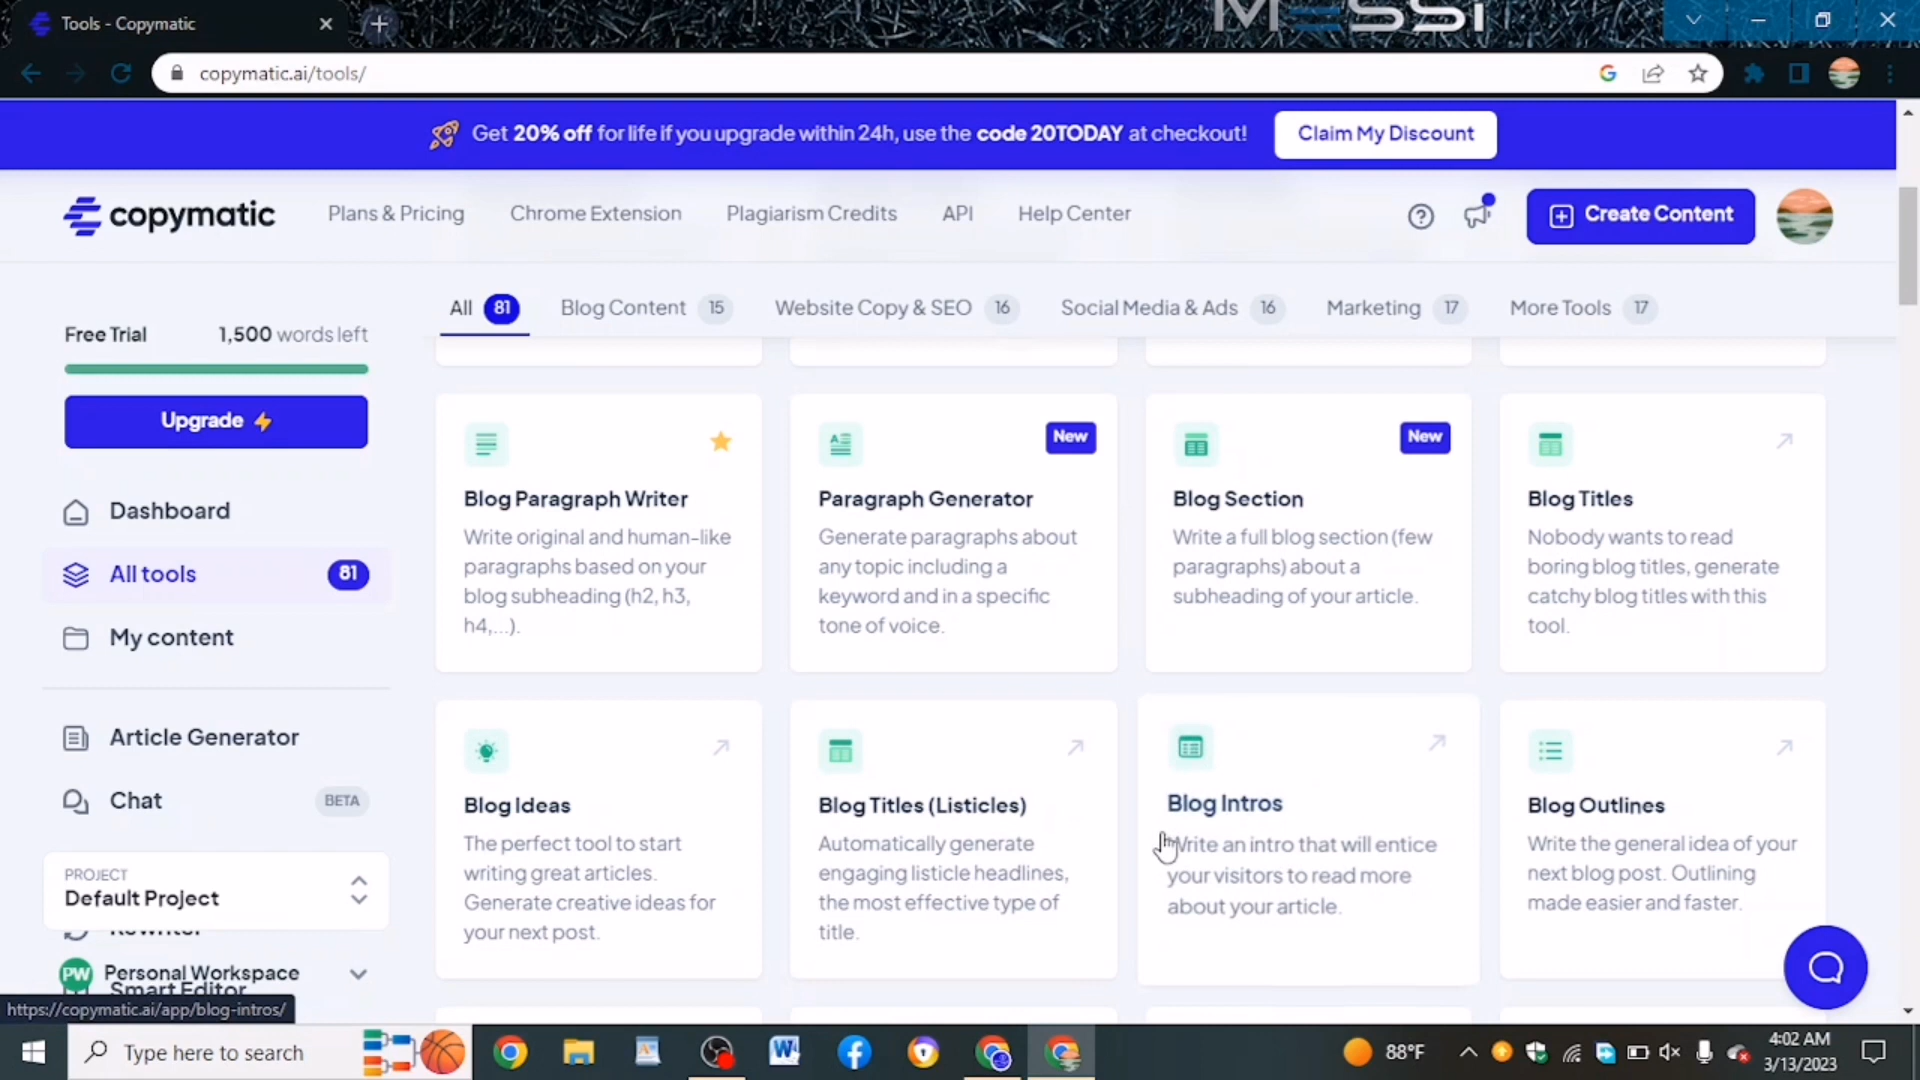 MESSI
Tools - Copymatic
copymatic.ai/tools/
Get 20% off for life if you upgrade within 24h, use the code 20TODAY at checkout!
Claim My Discount
copymatic
Plans & Pricing
Chrome Extension
Plagiarism Credits
API
Help Center
Create Content
Free Trial
1,500 words left
Upgrade
Dashboard
All tools
81
My content
Article Generator
Chat
BETA
PROJECT
Default Project
Rewriter
PW
Personal Workspace
Smart Editor
https://copymatic.ai/app/blog-intros/
All 81
Blog Content 15
Website Copy & SEO 16
Social Media & Ads 16
Marketing 17
More Tools 17
Blog Paragraph Writer
Write original and human-like
paragraphs based on your
blog subheading (h2, h3,
h4,...).
New
Paragraph Generator
Generate paragraphs about
any topic including a
keyword and in a specific
tone of voice.
New
Blog Section
Write a full blog section (few
paragraphs) about a
subheading of your article.
Blog Titles
Nobody wants to read
boring blog titles, generate
catchy blog titles with this
tool.
Blog Ideas
The perfect tool to start
writing great articles.
Generate creative ideas for
your next post.
Blog Titles (Listicles)
Automatically generate
engaging listicle headlines,
the most effective type of
title.
Blog Intros
Write an intro that will entice
your visitors to read more
about your article.
Blog Outlines
Write the general idea of your
next blog post. Outlining
made easier and faster.
Type here to search
88°F
4:02 AM
3/13/2023